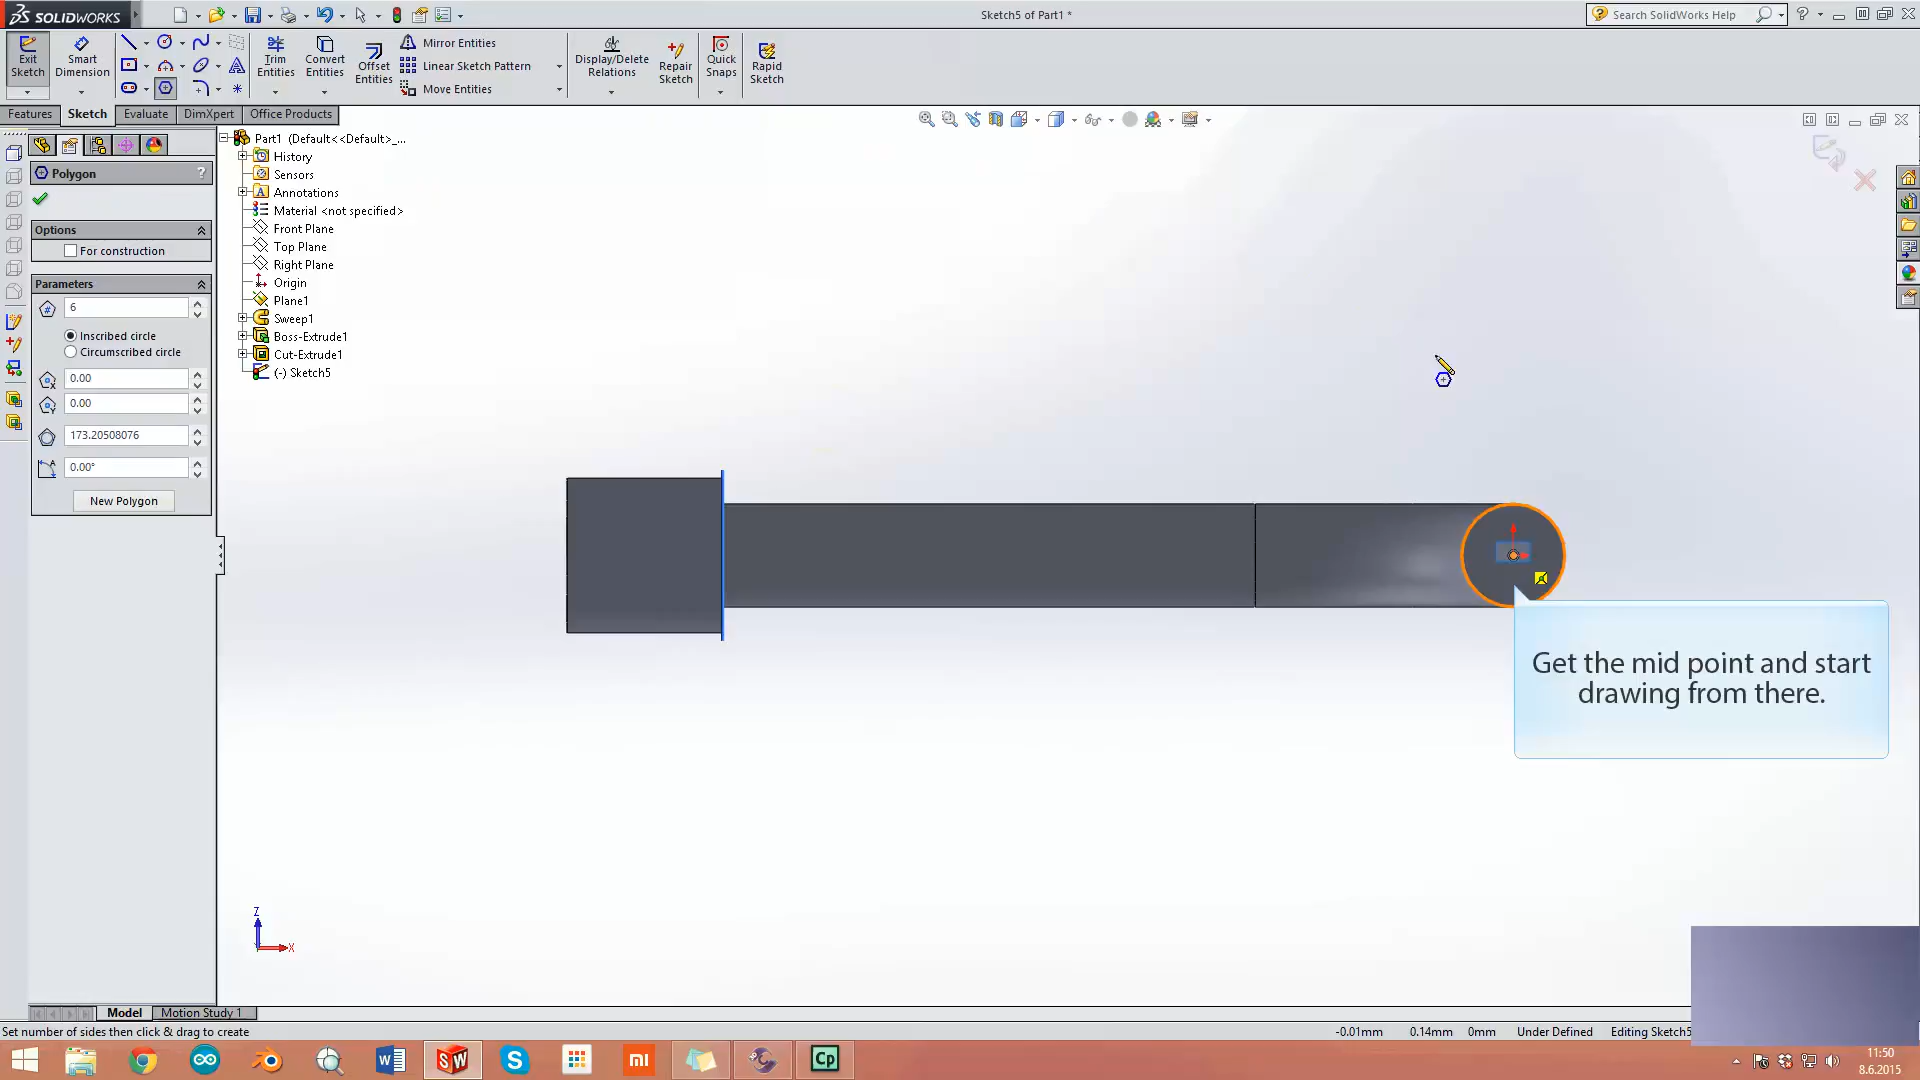 SOLIDWORKS
Sketch5 of Part1 *
Search SolidWorks Help
Exit
Sketch
Smart
Dimension
Trim
Entities
Convert
Entities
Offset
Entities
Mirror Entities
Linear Sketch Pattern
Move Entities
Display/Delete
Relations
Repair
Sketch
Quick
Snaps
Rapid
Sketch
Features
Sketch
Evaluate
DimXpert
Office Products
Polygon
?
Options
For construction
Parameters
6
Inscribed circle
Circumscribed circle
0.00
0.00
173.20508076
0.00°
New Polygon
Part1 (Default<<Default>_...
History
Sensors
Annotations
Material <not specified>
Front Plane
Top Plane
Right Plane
Origin
Plane1
Sweep1
Boss-Extrude1
Cut-Extrude1
(-) Sketch5
Get the mid point and start
drawing from there.
Z
X
Model
Motion Study 1
Set number of sides then click & drag to create
-0.01mm
0.14mm
0mm
Under Defined
Editing Sketch5
SW
Cp
11:50
8.6.2015